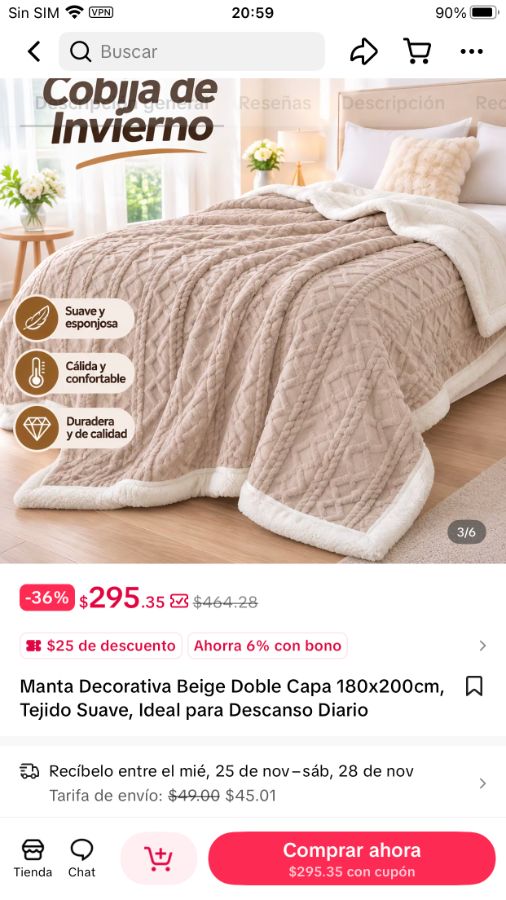 Sin SIM VPN 20:59 90%
Buscar
Cobija de
Descripción general Reseñas Descripción Rec
Invierno
Suave y
esponjosa
Cálida y
confortable
Duradera
y de calidad
3/6
-36% $295.35 $464.28
$25 de descuento Ahorra 6% con bono
Manta Decorativa Beige Doble Capa 180x200cm,
Tejido Suave, Ideal para Descanso Diario
Recíbelo entre el mié, 25 de nov–sáb, 28 de nov
Tarifa de envío: $49.00 $45.01
Tienda Chat
Comprar ahora
$295.35 con cupón